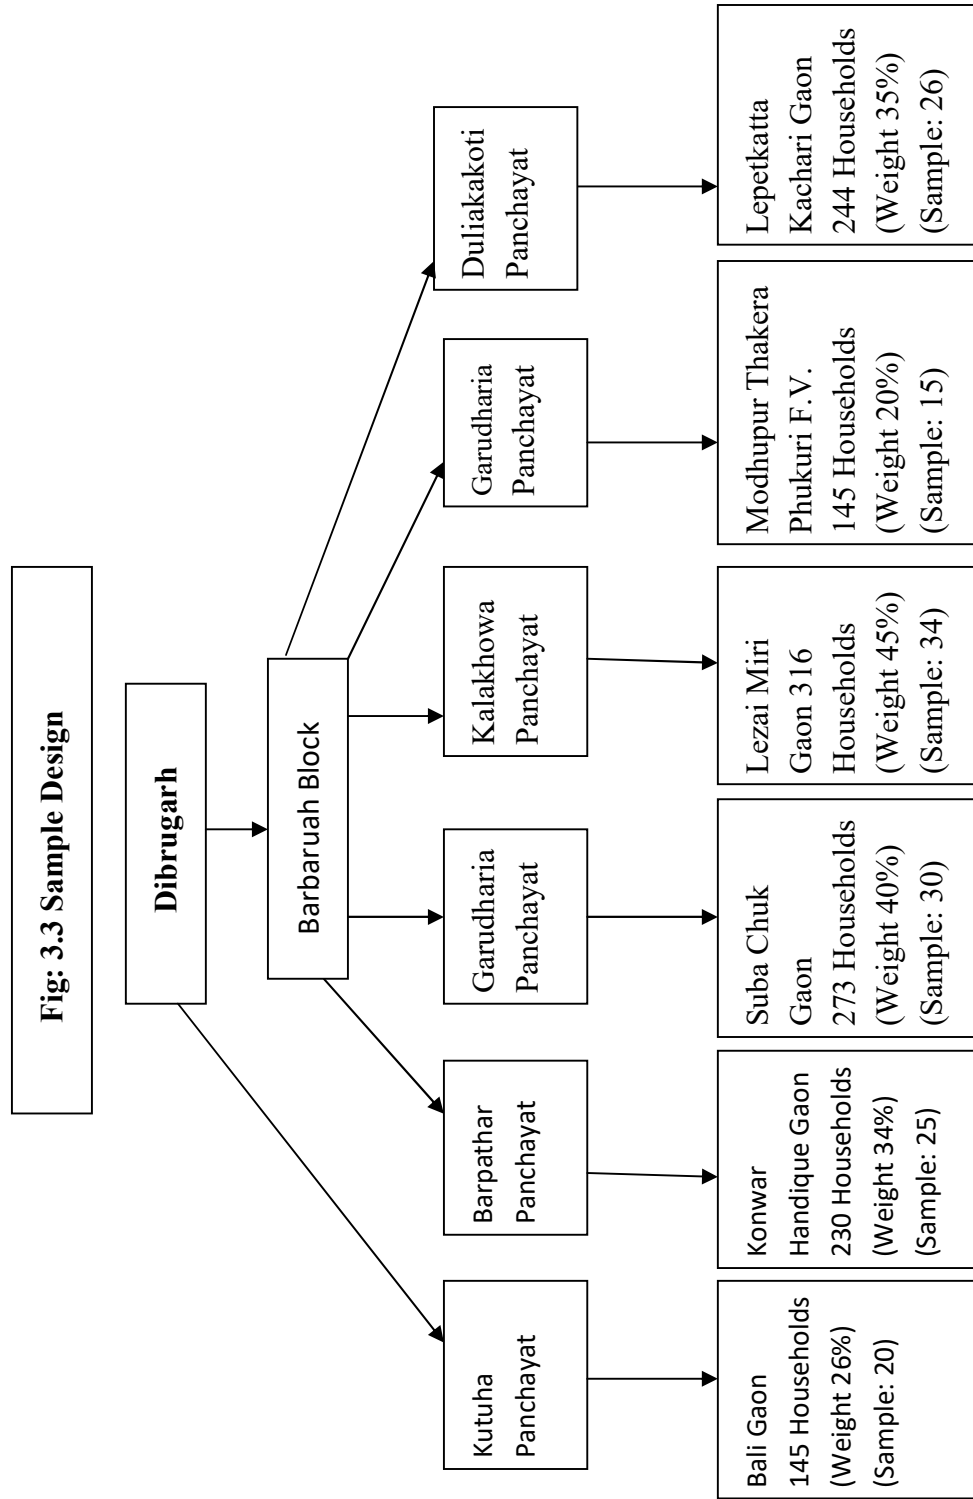 Fig: 3.3 Sample Design
Dibrugarh
Barbaruah Block
Kutuha
Panchayat
Barpathar
Panchayat
Garudharia
Panchayat
Kalakhowa
Panchayat
Garudharia
Panchayat
Duliakakoti
Panchayat
Bali Gaon
145 Households
(Weight 26%)
(Sample: 20)
Konwar
Handique Gaon
230 Households
(Weight 34%)
(Sample: 25)
Suba Chuk
Gaon
273 Households
(Weight 40%)
(Sample: 30)
Lezai Miri
Gaon 316
Households
(Weight 45%)
(Sample: 34)
Modhupur Thakera
Phukuri F.V.
145 Households
(Weight 20%)
(Sample: 15)
Lepetkatta
Kachari Gaon
244 Households
(Weight 35%)
(Sample: 26)